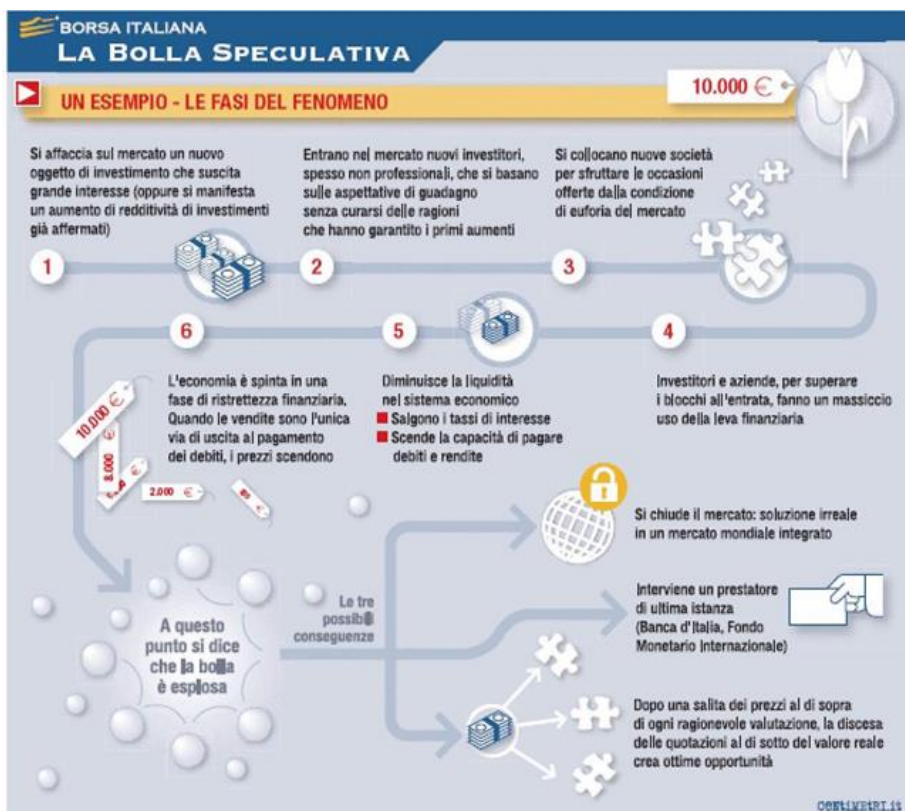 BORSA ITALIANA
LA BOLLA SPECULATIVA
UN ESEMPIO - LE FASI DEL FENOMENO
10.000 €
Si affaccia sul mercato un nuovo
oggetto di investimento che suscita
grande interesse (oppure si manifesta
un aumento di redditività di investimenti
già affermati)
1
Entrano nel mercato nuovi investitori,
spesso non professionali, che si basano
sulle aspettative di guadagno
senza curarsi delle ragioni
che hanno garantito i primi aumenti
2
Si collocano nuove società
per sfruttare le occasioni
offerte dalla condizione
di euforia del mercato
3
4
Investitori e aziende, per superare
i blocchi all'entrata, fanno un massiccio
uso della leva finanziaria
5
Diminuisce la liquidità
nel sistema economico
Salgono i tassi di interesse
Scende la capacità di pagare
debiti e rendite
6
L'economia è spinta in una
fase di ristrettezza finanziaria.
Quando le vendite sono l'unica
via di uscita al pagamento
dei debiti, i prezzi scendono
10.000 €
8.000 €
2.000 €
A questo
punto si dice
che la bolla
è esplosa
Le tre
possibili
conseguenze
Si chiude il mercato: soluzione irreale
in un mercato mondiale integrato
Interviene un prestatore
di ultima istanza
(Banca d'Italia, Fondo
Monetario Internazionale)
Dopo una salita dei prezzi al di sopra
di ogni ragionevole valutazione, la discesa
delle quotazioni al di sotto del valore reale
crea ottime opportunità
CENTIMETRI.it